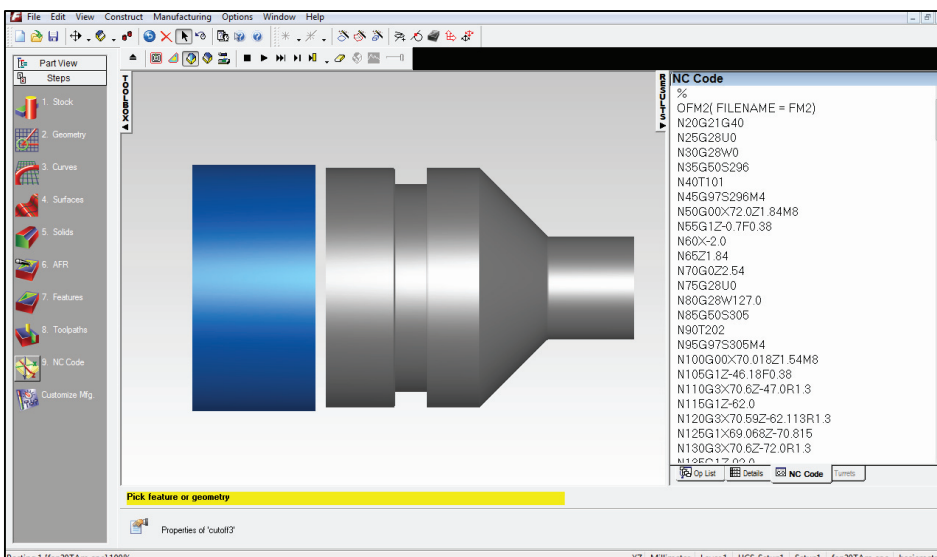 File Edit View Construct Manufacturing Options Window Help
Part View
Steps
1. Stock
2. Geometry
3. Curves
4. Surfaces
5. Solids
6. AFR
7. Features
8. Toolpaths
9. NC Code
Customize Mfg.
TOOLBOX
RESULTS
NC Code
%
OFM2( FILENAME = FM2)
N20G21G40
N25G28U0
N30G28W0
N35G50S296
N40T101
N45G97S296M4
N50G00X72.0Z1.84M8
N55G1Z-0.7F0.38
N60X-2.0
N65Z1.84
N70G0Z2.54
N75G28U0
N80G28W127.0
N85G50S305
N90T202
N95G97S305M4
N100G00X70.018Z1.54M8
N105G1Z-46.18F0.38
N110G3X70.6Z-47.0R1.3
N115G1Z-62.0
N120G3X70.59Z-62.113R1.3
N125G1X69.068Z-70.815
N130G3X70.6Z-72.0R1.3
Op List Details NC Code Turrets
Pick feature or geometry
Properties of 'cutoff3'